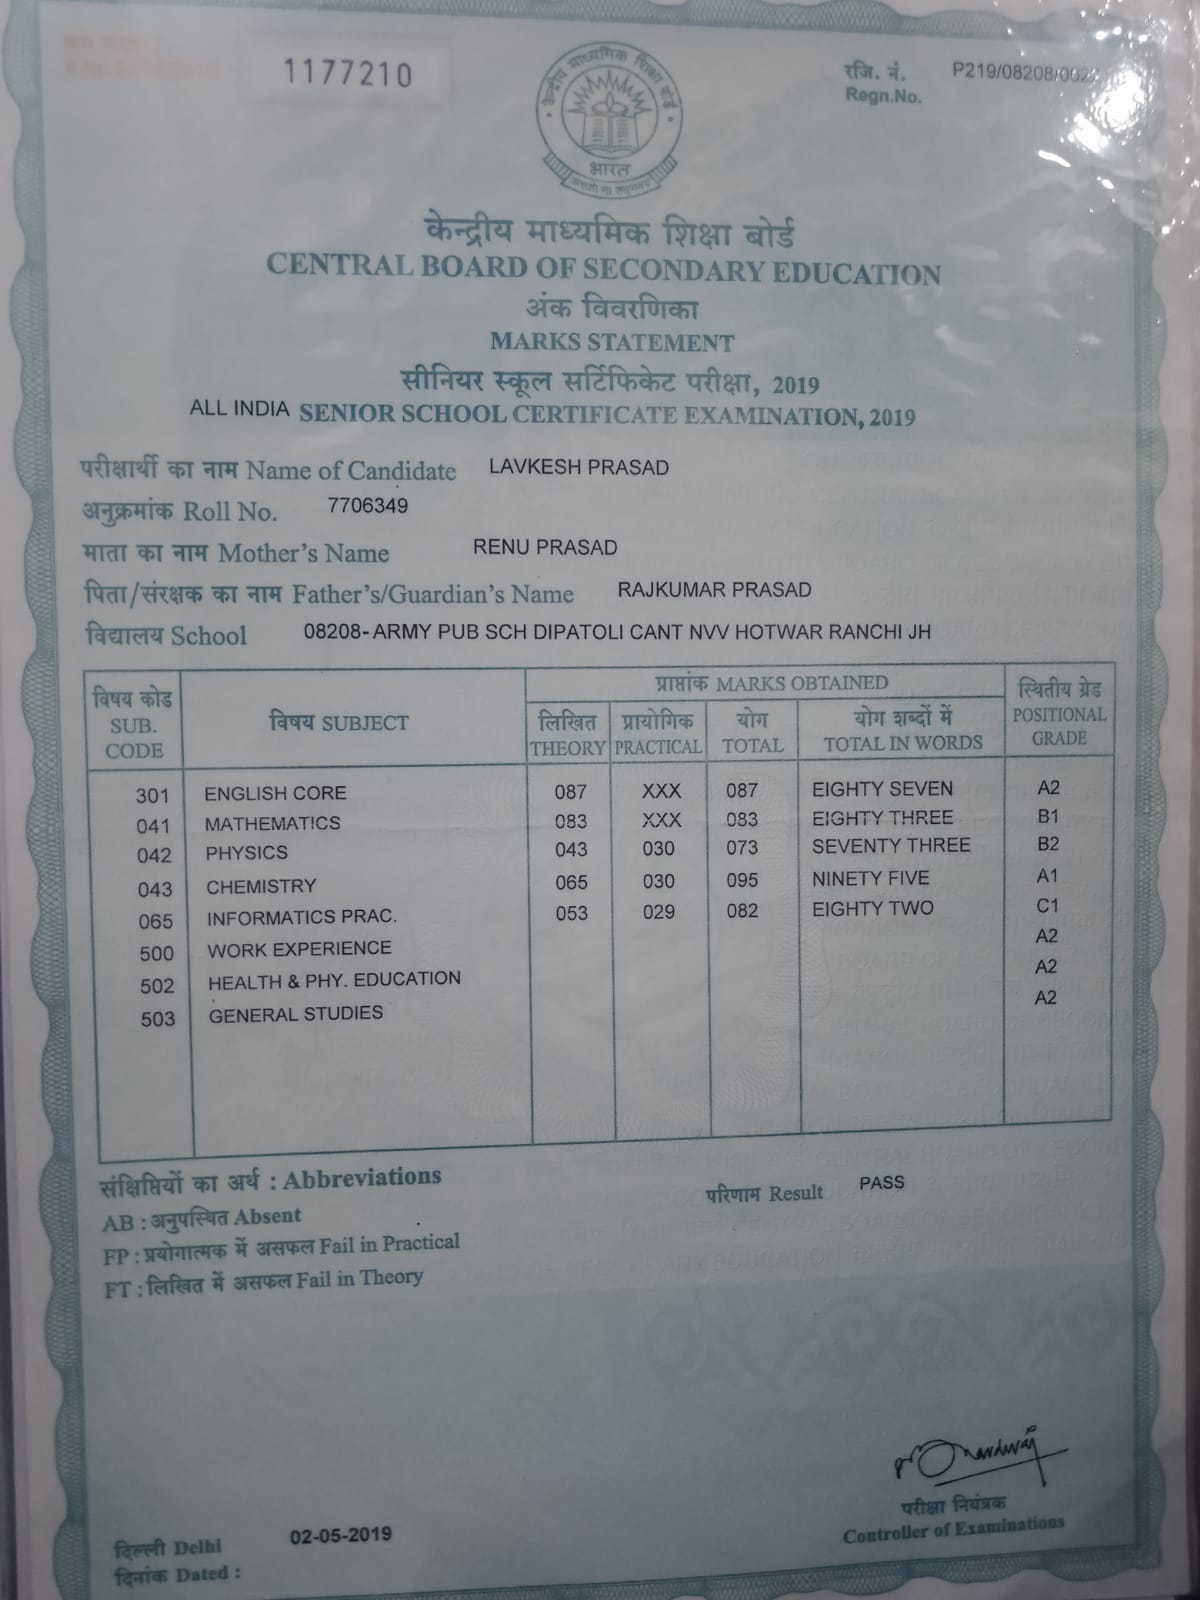 1177210
रजि. नं. P219/08208/002
Regn.No.
केन्द्रीय माध्यमिक शिक्षा बोर्ड
भारत
केन्द्रीय माध्यमिक शिक्षा बोर्ड
CENTRAL BOARD OF SECONDARY EDUCATION
अंक विवरणिका
MARKS STATEMENT
सीनियर स्कूल सर्टिफिकेट परीक्षा, 2019
ALL INDIA SENIOR SCHOOL CERTIFICATE EXAMINATION, 2019
परीक्षार्थी का नाम Name of Candidate LAVKESH PRASAD
अनुक्रमांक Roll No. 7706349
माता का नाम Mother's Name RENU PRASAD
पिता/संरक्षक का नाम Father's/Guardian's Name RAJKUMAR PRASAD
विद्यालय School 08208- ARMY PUB SCH DIPATOLI CANT NVV HOTWAR RANCHI JH
विषय कोड SUB. CODE विषय SUBJECT प्राप्तांक MARKS OBTAINED स्थितीय ग्रेड POSITIONAL GRADE
लिखित THEORY प्रायोगिक PRACTICAL योग TOTAL योग शब्दों में TOTAL IN WORDS
301 ENGLISH CORE 087 XXX 087 EIGHTY SEVEN A2
041 MATHEMATICS 083 XXX 083 EIGHTY THREE B1
042 PHYSICS 043 030 073 SEVENTY THREE B2
043 CHEMISTRY 065 030 095 NINETY FIVE A1
065 INFORMATICS PRAC. 053 029 082 EIGHTY TWO C1
500 WORK EXPERIENCE A2
502 HEALTH & PHY. EDUCATION A2
503 GENERAL STUDIES A2
संक्षिप्तियों का अर्थ : Abbreviations
परिणाम Result PASS
AB : अनुपस्थित Absent
FP : प्रयोगात्मक में असफल Fail in Practical
FT : लिखित में असफल Fail in Theory
परीक्षा नियंत्रक
Controller of Examinations
दिल्ली Delhi 02-05-2019
दिनांक Dated :